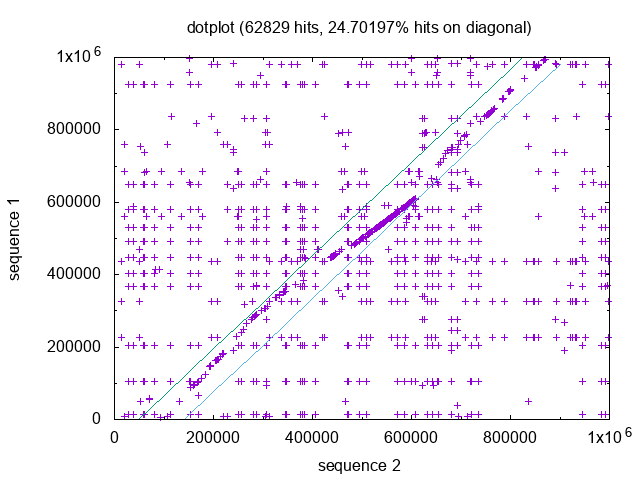 dotplot (62829 hits, 24.70197% hits on diagonal)
1x10^6
800000
600000
400000
200000
0
sequence 1
0 200000 400000 600000 800000 1x10^6
sequence 2